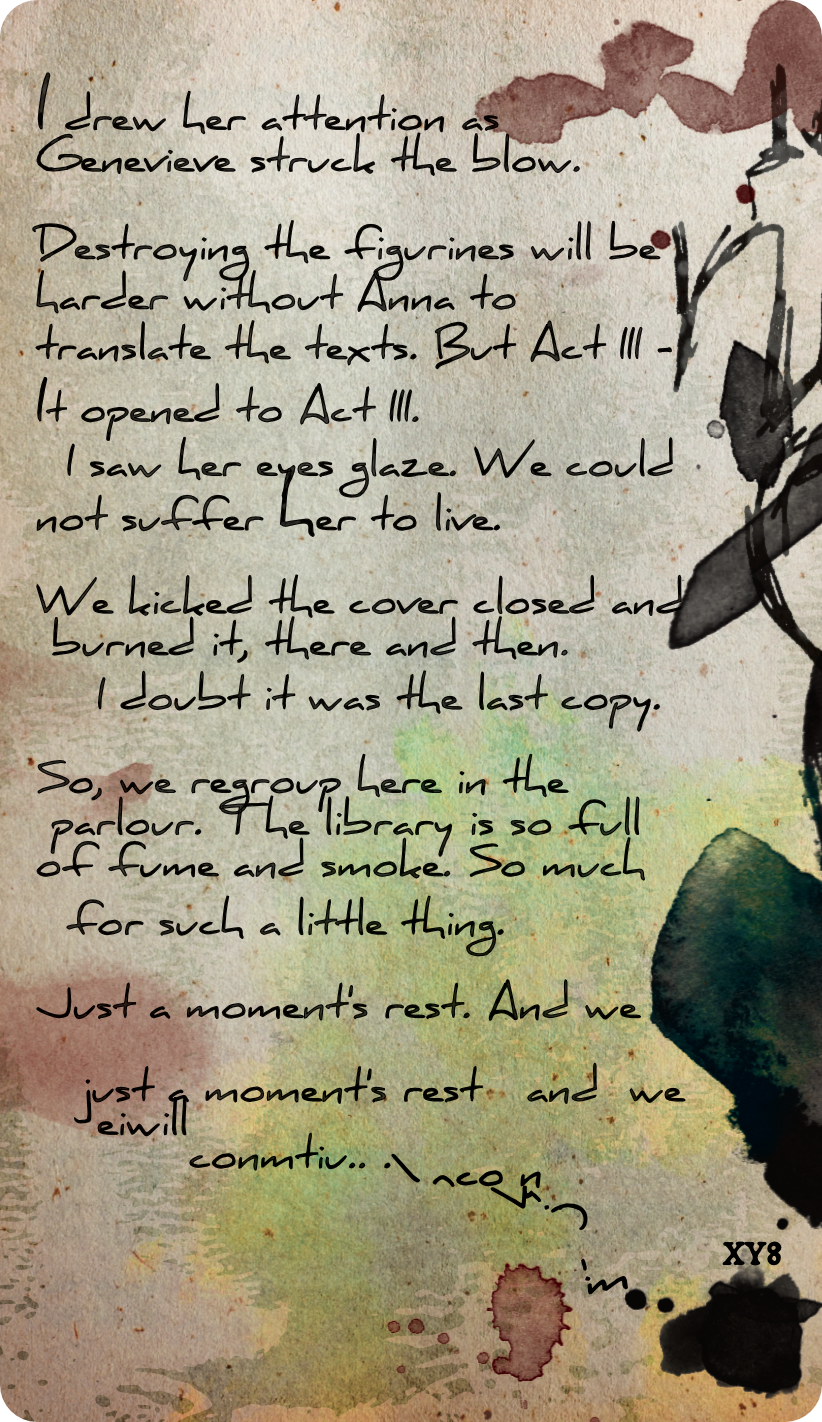 I drew her attention as
Genevieve struck the blow.
Destroying the figurines will be
harder without Anna to
translate the texts. But Act III -
It opened to Act III.
I saw her eyes glaze. We could
not suffer her to live.
We kicked the cover closed and
burned it, there and then.
I doubt it was the last copy.
So, we regroup here in the
parlour. The library is so full
of fume and smoke. So much
for such a little thing.
Just a moment's rest. And we
just a moment's rest and we
eiwill
conmtiv..
XY8